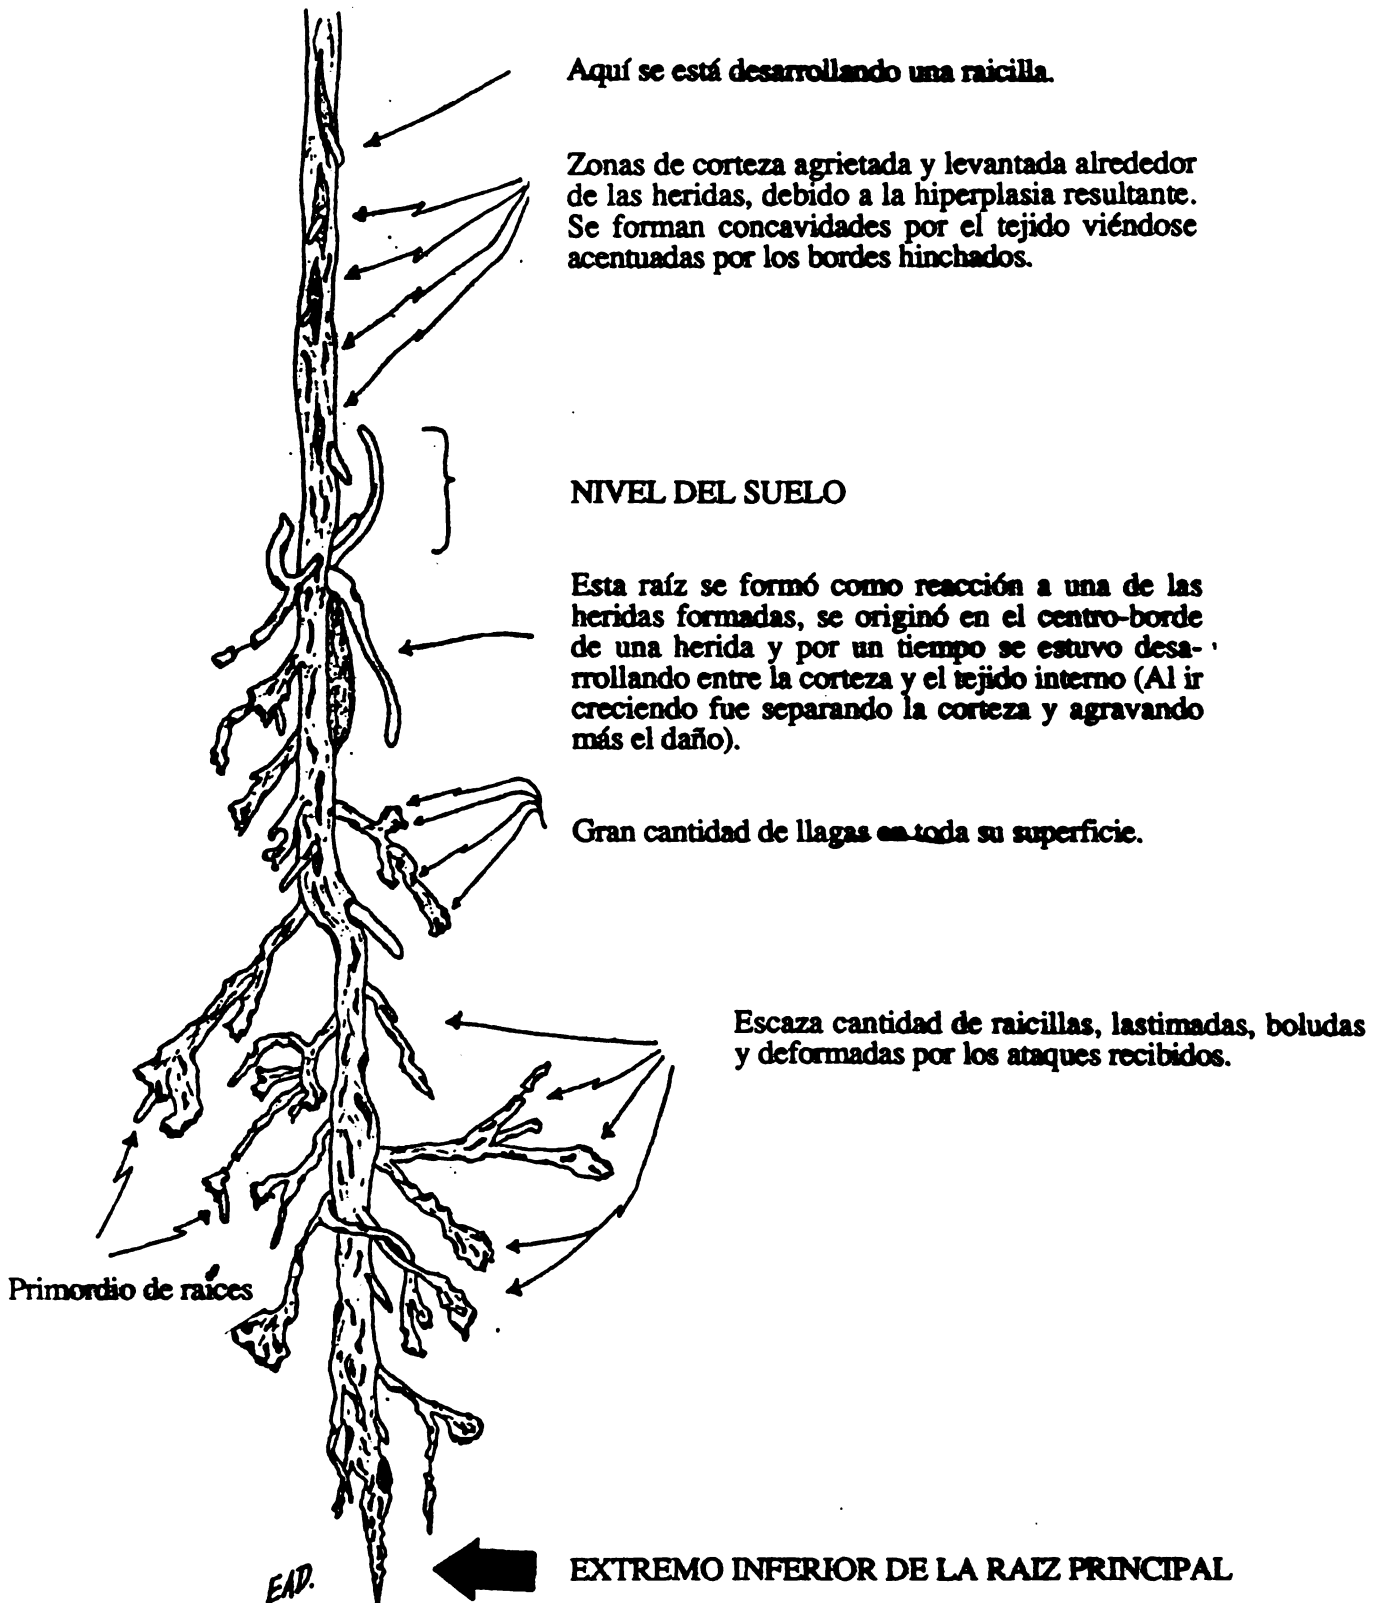 Aquí se está desarrollando una raicilla.
Zonas de corteza agrietada y levantada alrededor
de las heridas, debido a la hiperplasia resultante.
Se forman concavidades por el tejido viéndose
acentuadas por los bordes hinchados.
NIVEL DEL SUELO
Esta raíz se formó como reacción a una de las
heridas formadas, se originó en el centro-borde
de una herida y por un tiempo se estuvo desa-
rrollando entre la corteza y el tejido interno (Al ir
creciendo fue separando la corteza y agravando
más el daño).
Gran cantidad de llagas en toda su superficie.
Escaza cantidad de raicillas, lastimadas, boludas
y deformadas por los ataques recibidos.
Primordio de raíces
EXTREMO INFERIOR DE LA RAIZ PRINCIPAL
EAD.